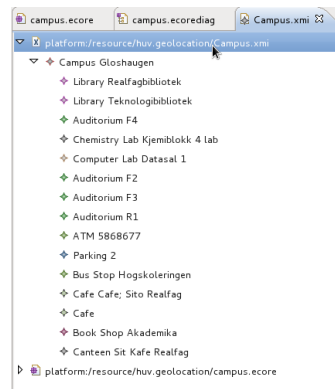 campus.ecore campus.ecorediag Campus.xmi
platform:/resource/huv.geolocation/Campus.xmi
Campus Gloshaugen
Library Realfagbibliotek
Library Teknologibibliotek
Auditorium F4
Chemistry Lab Kjemiblokk 4 lab
Computer Lab Datasal 1
Auditorium F2
Auditorium F3
Auditorium R1
ATM 5868677
Parking 2
Bus Stop Hogskoleringen
Cafe Cafe; Sito Realfag
Cafe
Book Shop Akademika
Canteen Sit Kafe Realfag
platform:/resource/huv.geolocation/campus.ecore